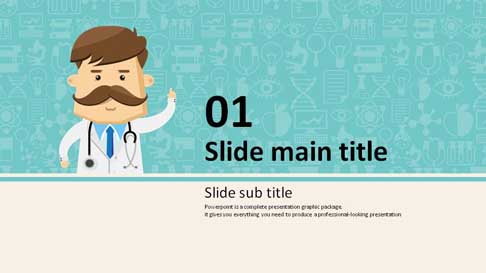 01
Slide main title
Slide sub title
Powerpoint is a complete presentation graphic package.
it gives you everything you need to produce a professional-looking presentation.